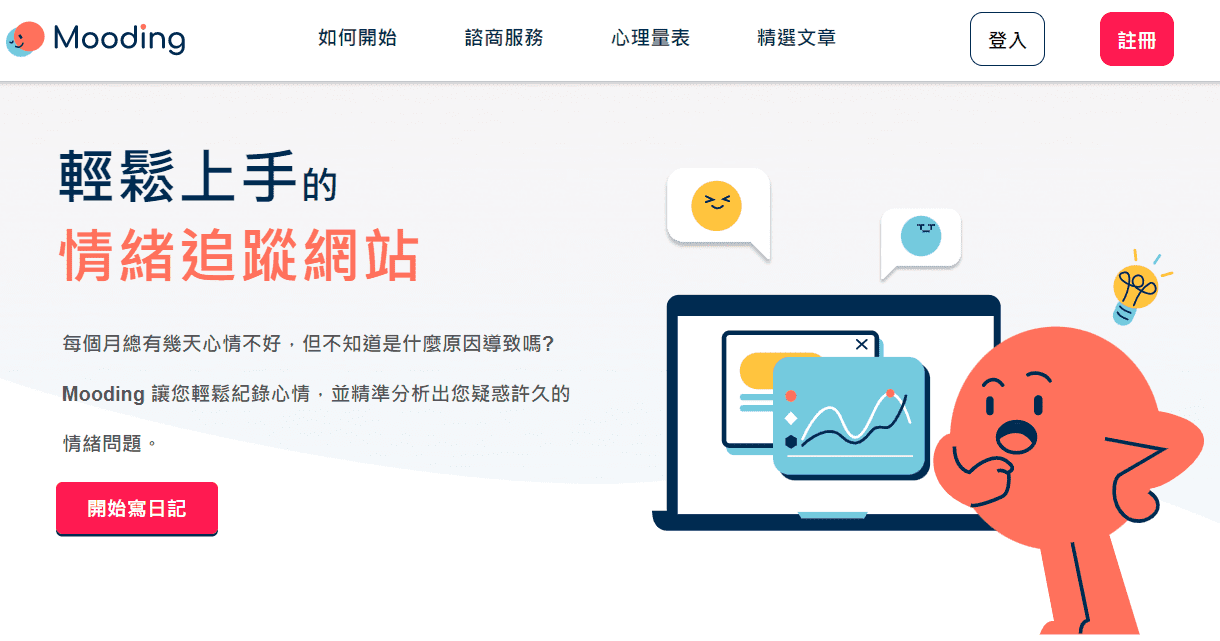 Mooding
如何開始
諮商服務
心理量表
精選文章
登入
註冊
輕鬆上手的
情緒追蹤網站
每個月總有幾天心情不好，但不知道是什麼原因導致嗎?
Mooding 讓您輕鬆紀錄心情，並精準分析出您疑惑許久的
情緒問題。
開始寫日記